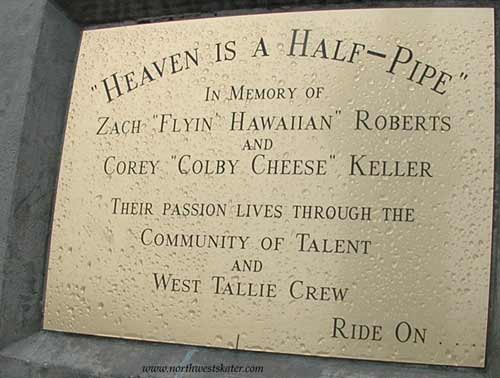 "Heaven is a Half-Pipe"
In Memory of
Zach "Flyin' Hawaiian" Roberts
and
Corey "Colby Cheese" Keller
Their passion lives through the
Community of Talent
and
West Tallie Crew
Ride On ....
www.northwestskater.com